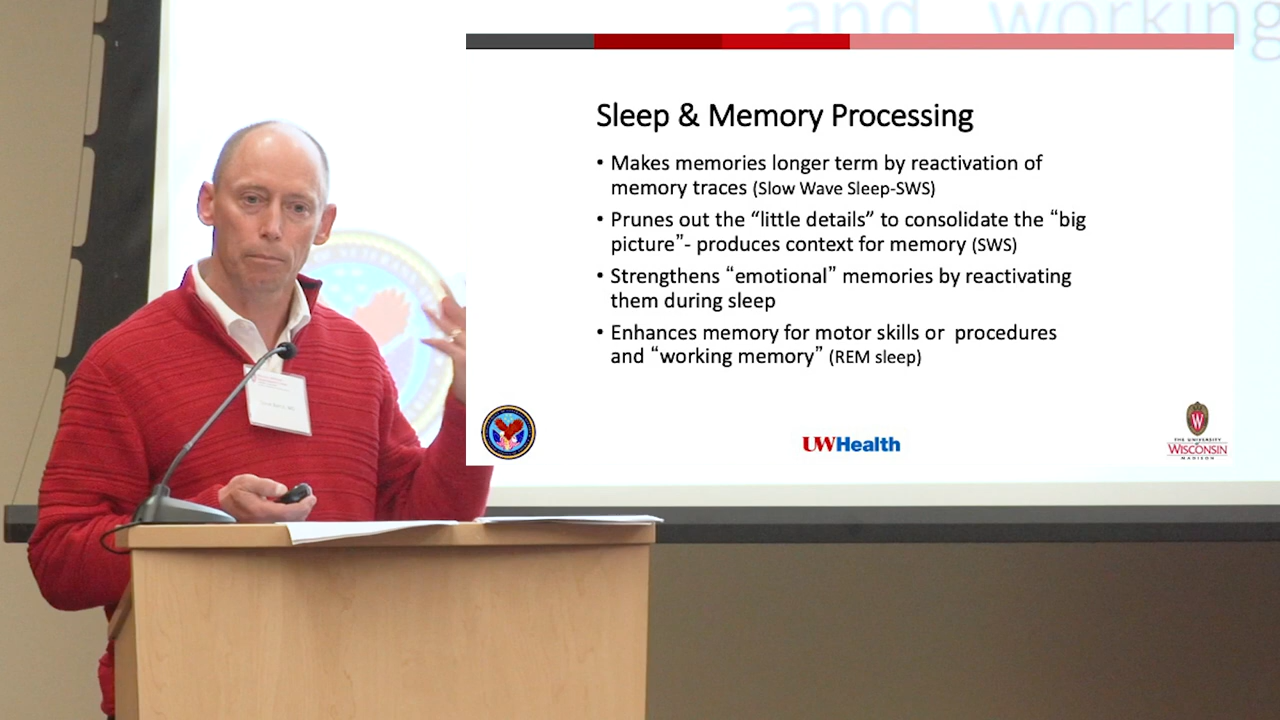 and working
Sleep & Memory Processing
• Makes memories longer term by reactivation of
memory traces (Slow Wave Sleep-SWS)
• Prunes out the “little details” to consolidate the “big
picture”- produces context for memory (SWS)
• Strengthens “emotional” memories by reactivating
them during sleep
• Enhances memory for motor skills or  procedures
and “working memory” (REM sleep)
UWHealth
W
THE UNIVERSITY
of
WISCONSIN
MADISON